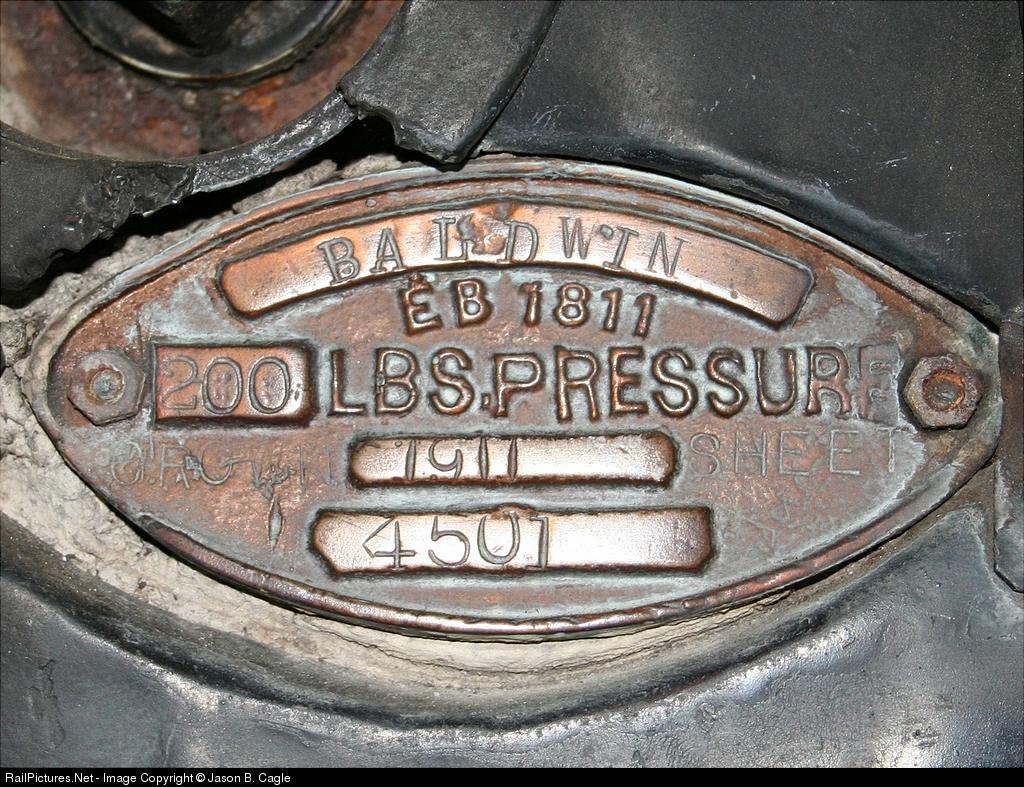 BALDWIN
EB 1811
200 LBS. PRESSURE
1911 SHEET
4501
RailPictures.Net - Image Copyright © Jason B. Cagle